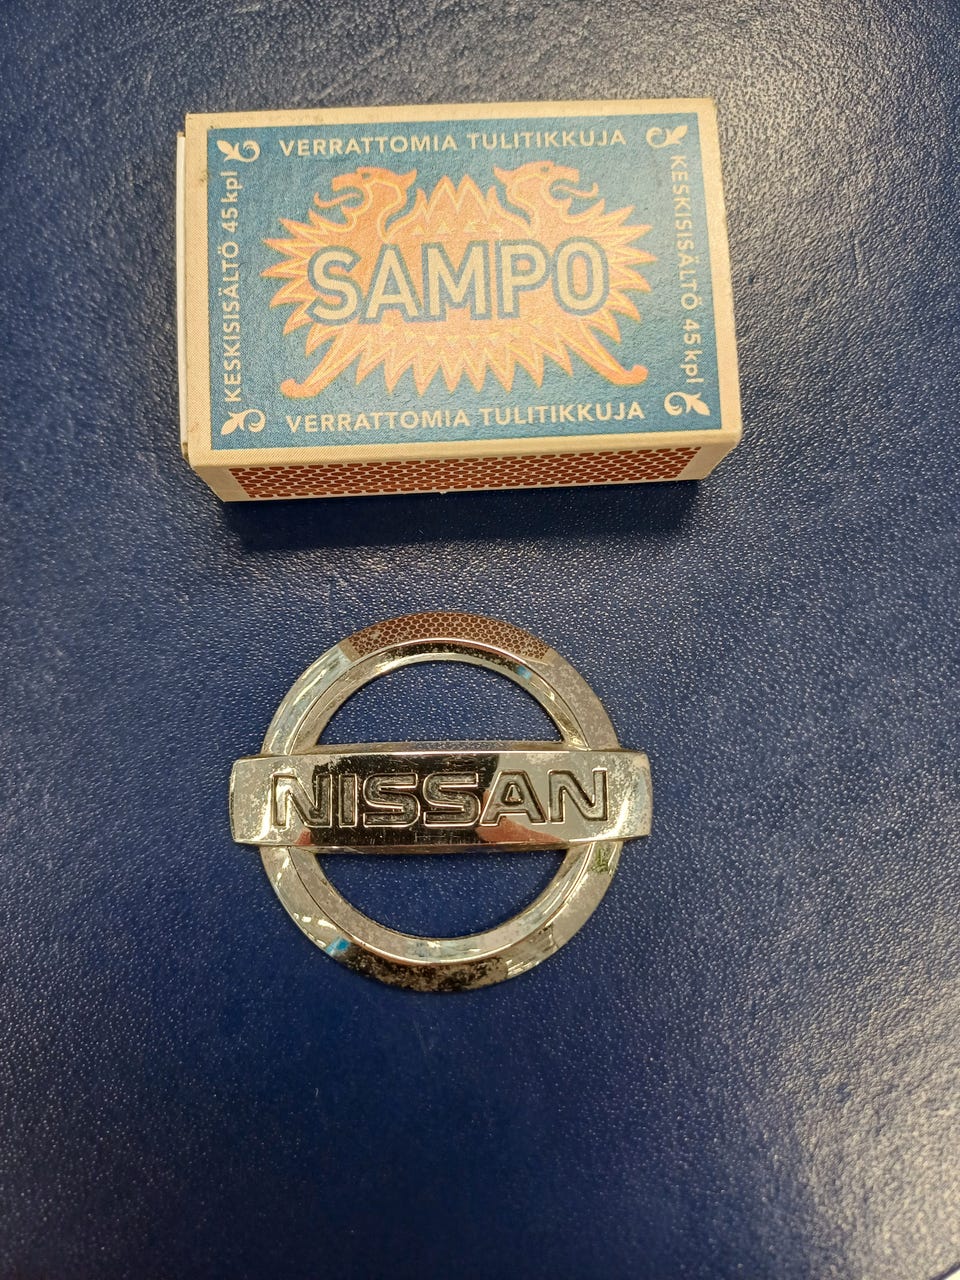 VERRATTOMIA TULITIKKUJA
KESKISISÄLTÖ 45 kpl
SAMPO
KESKISISÄLTÖ 45 kpl
VERRATTOMIA TULITIKKUJA
NISSAN